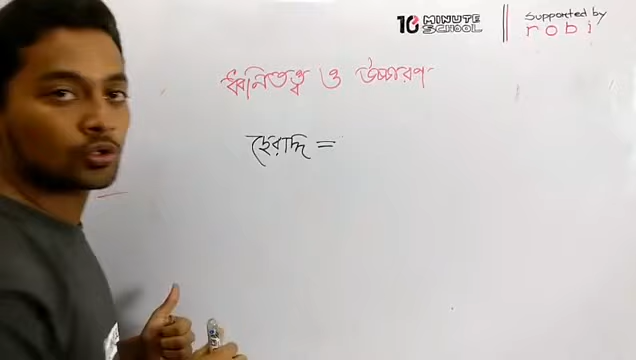 10 MINUTE SCHOOL
Supported by
robi
ধ্বনিতত্ত্ব ও উচ্চারণ
ছেরাদ্দি =